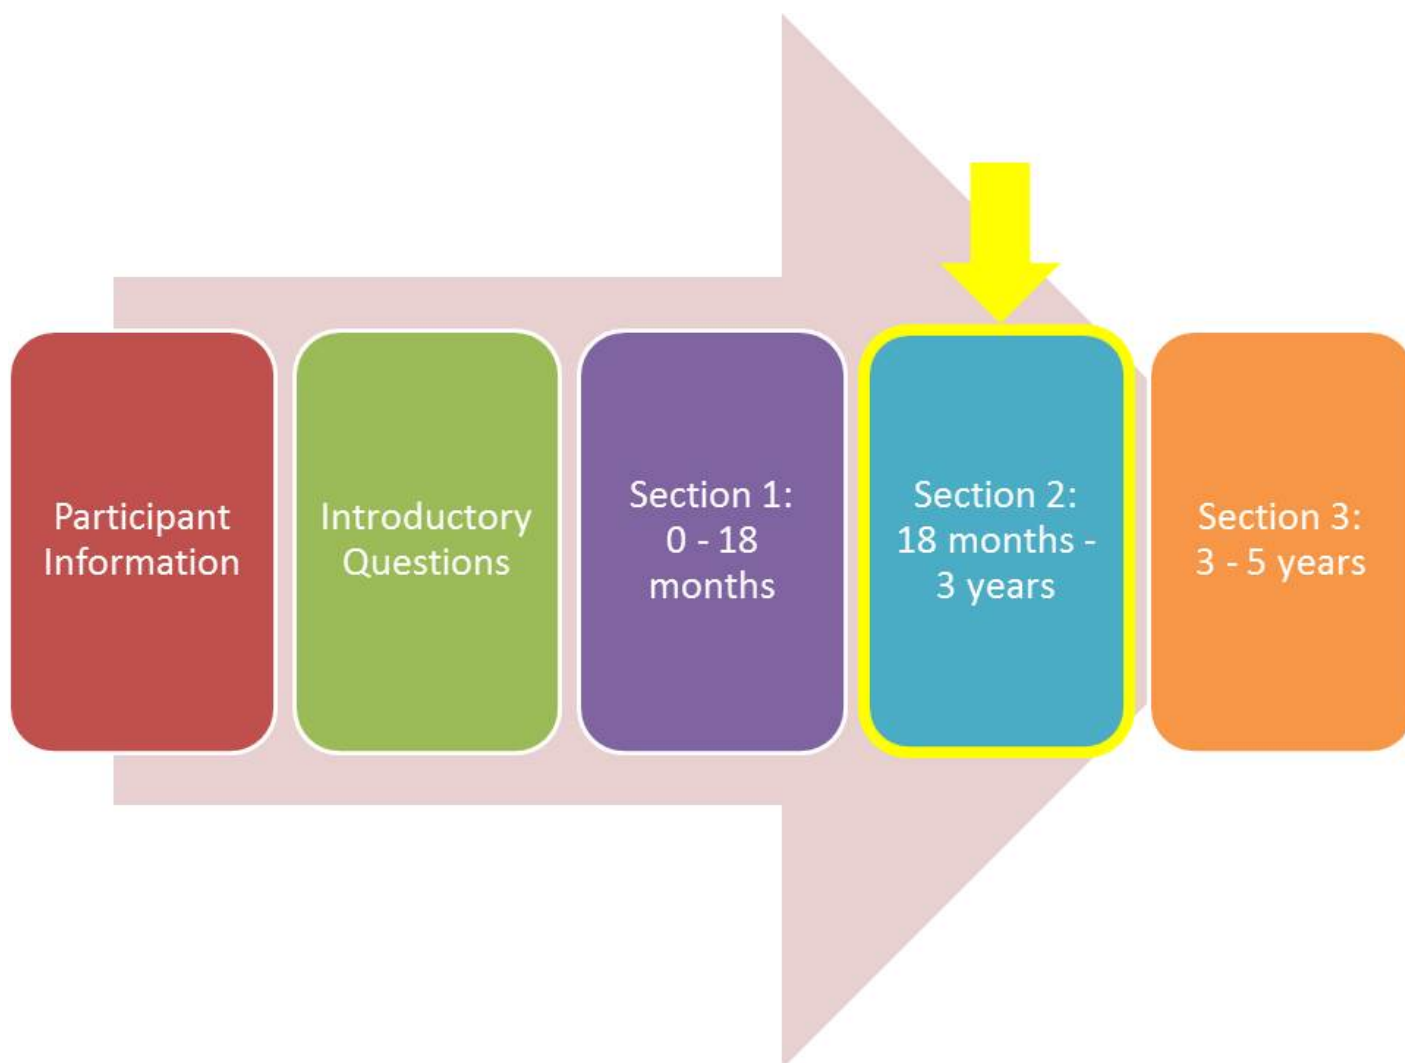 Participant
Information
Introductory
Questions
Section 1:
0 - 18
months
Section 2:
18 months -
3 years
Section 3:
3 - 5 years